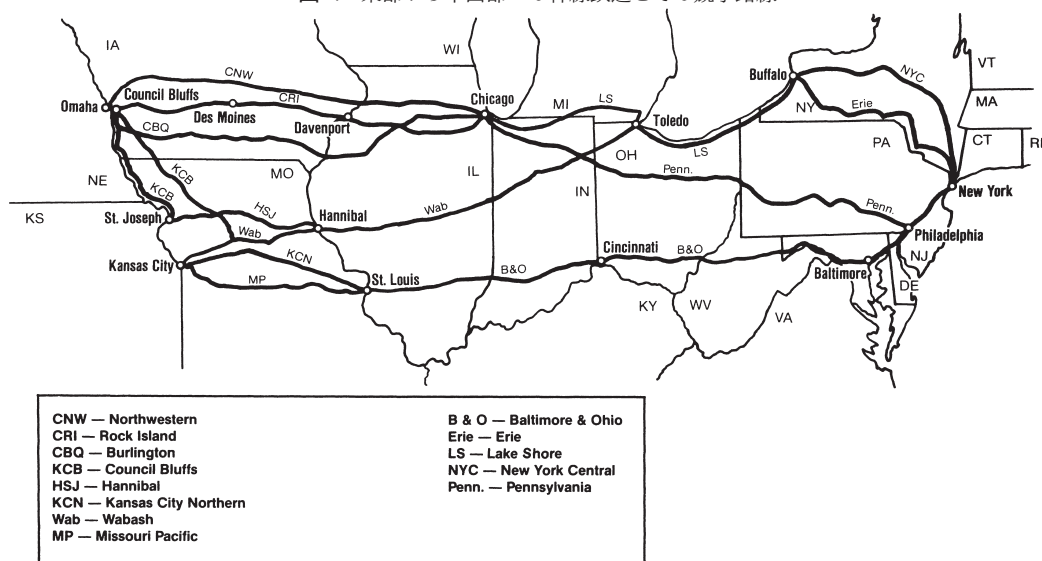 IA
WI
VT
MA
CT
RI
NYC
Buffalo
NY
Erie
PA
New York
CNW
Council Bluffs
Omaha
CRI
Des Moines
Davenport
CBQ
Chicago
MI
LS
Toledo
LS
OH
IL
IN
Penn.
Penn.
Philadelphia
NJ
DE
NE
KCB
KCB
MO
KS
St. Joseph
HSJ
Hannibal
Wab
Wab
Kansas City
KCN
MP
St. Louis
B&O
Cincinnati
B&O
Baltimore
KY
WV
VA
CNW — Northwestern
CRI — Rock Island
CBQ — Burlington
KCB — Council Bluffs
HSJ — Hannibal
KCN — Kansas City Northern
Wab — Wabash
MP — Missouri Pacific
B & O — Baltimore & Ohio
Erie — Erie
LS — Lake Shore
NYC — New York Central
Penn. — Pennsylvania